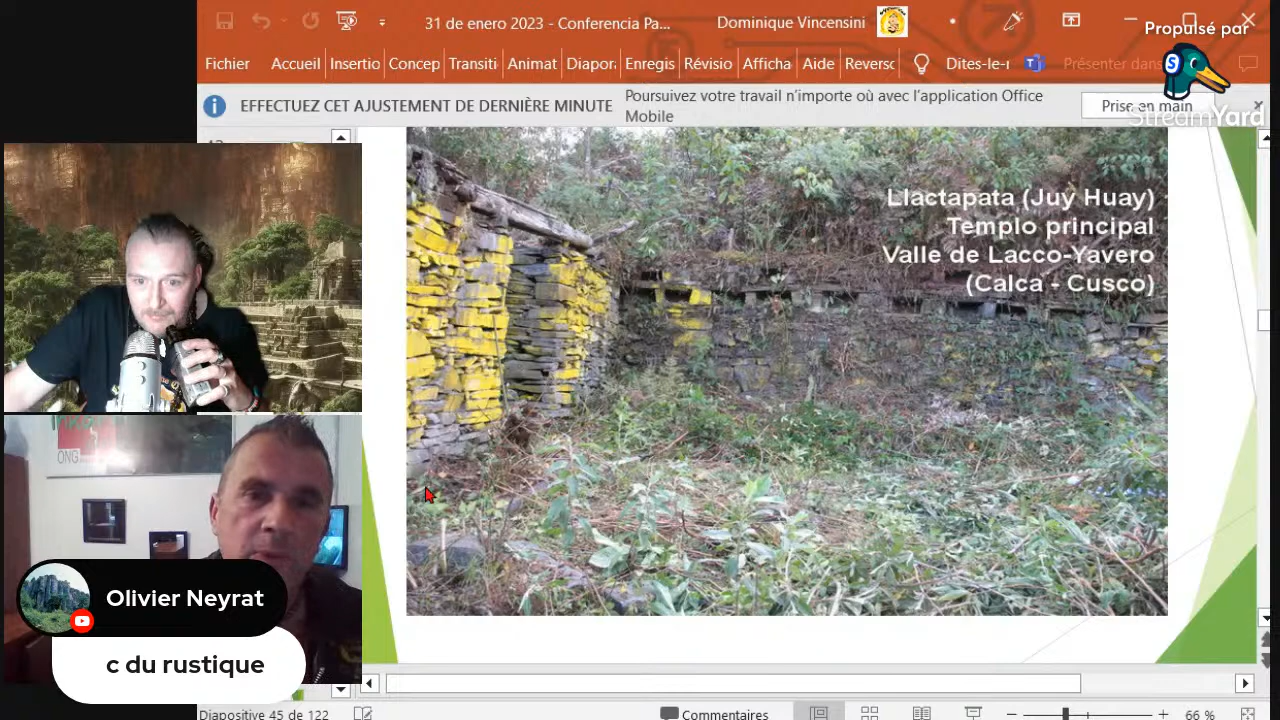 31 de enero 2023 - Conferencia Pa...
Dominique Vincensini
Propulsé par
StreamYard
Fichier
Accueil
Insertio
Concep
Transiti
Animat
Diapor
Enregis
Révisio
Afficha
Aide
Reverso
Dites-le-r
Présenter dans
EFFECTUEZ CET AJUSTEMENT DE DERNIÈRE MINUTE
Poursuivez votre travail n'importe où avec l'application Office
Mobile
Prise en main
Llactapata (Juy Huay)
Templo principal
Valle de Lacco-Yavero
(Calca - Cusco)
ONG
Olivier Neyrat
c du rustique
Diapositive 45 de 122
Commentaires
66 %